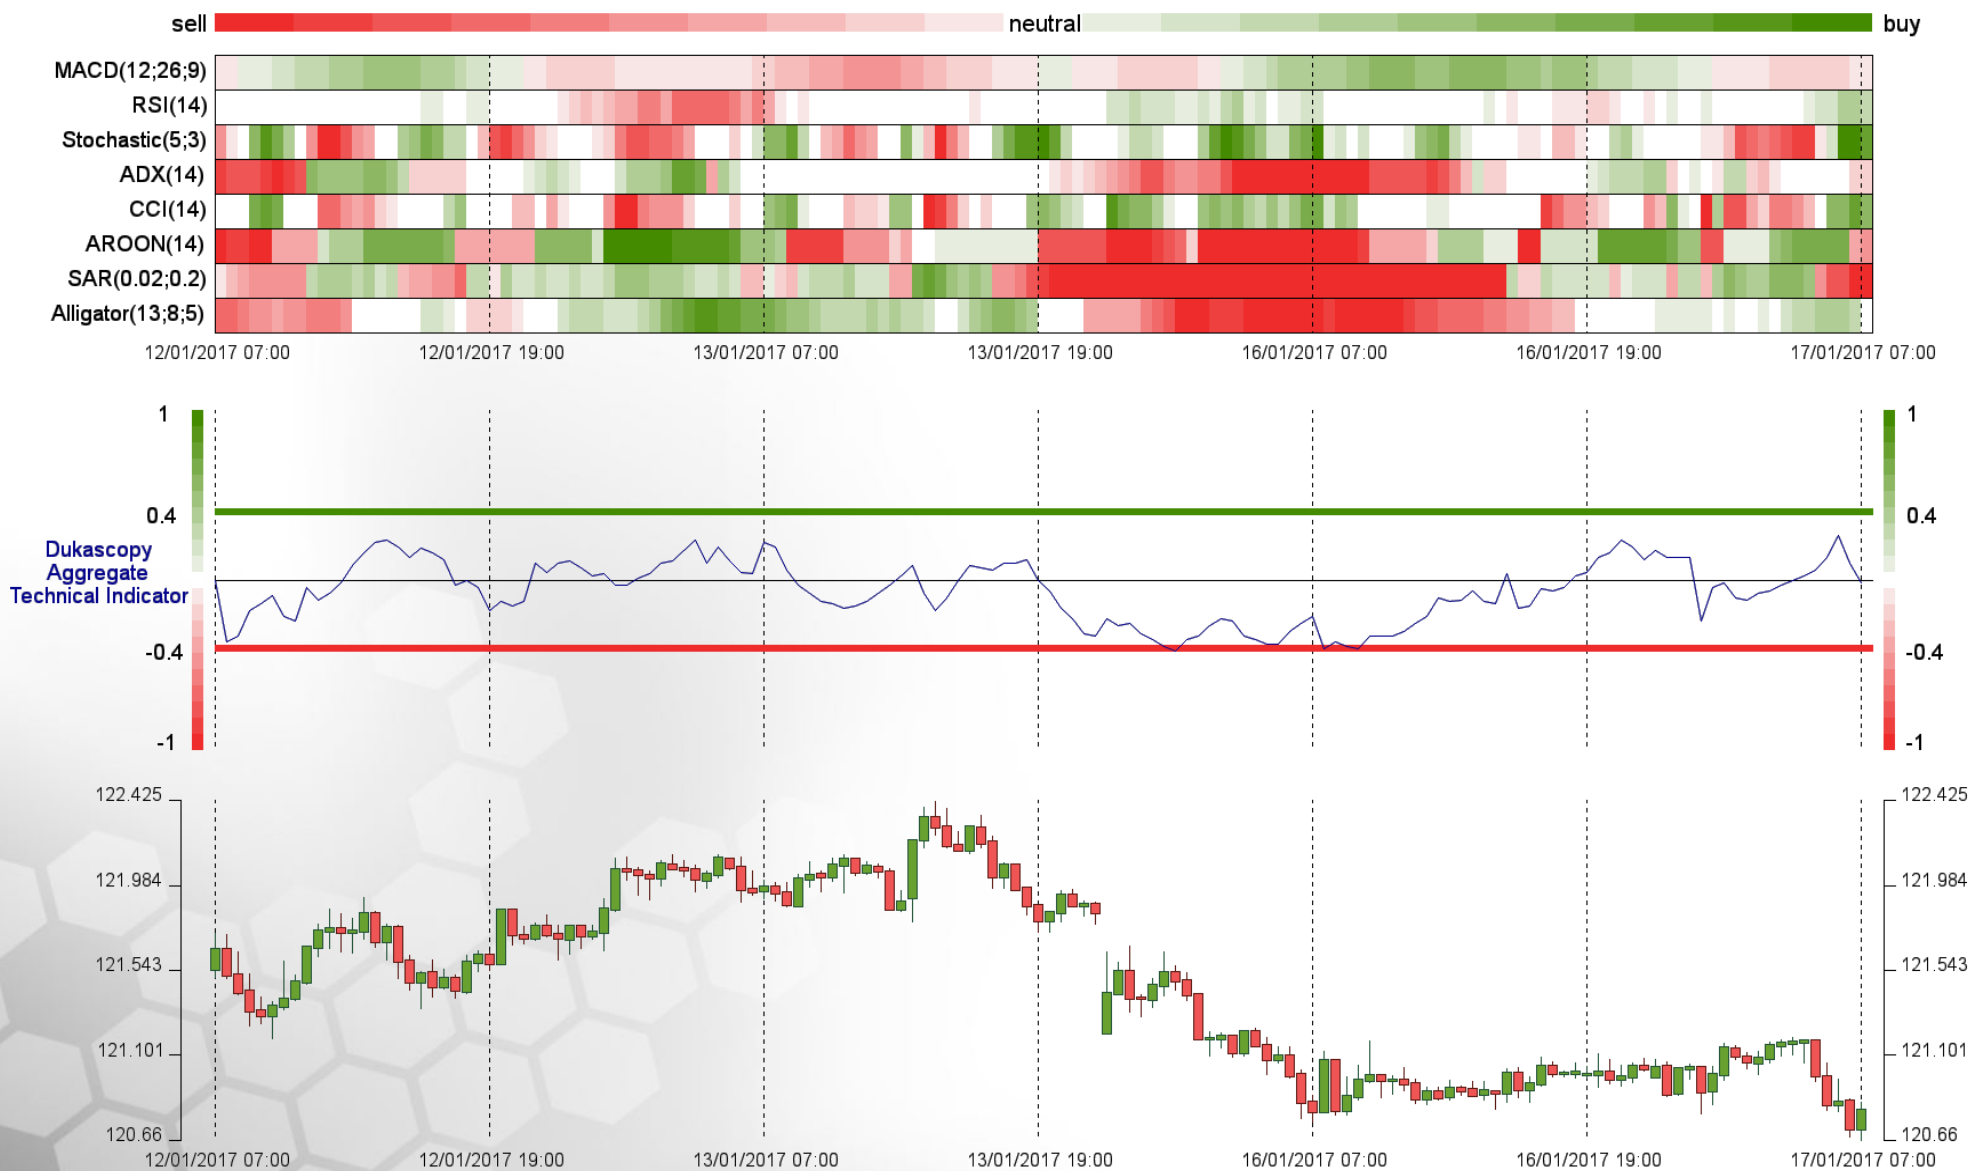 sell neutral buy
MACD(12;26;9)
RSI(14)
Stochastic(5;3)
ADX(14)
CCI(14)
AROON(14)
SAR(0.02;0.2)
Alligator(13;8;5)
12/01/2017 07:00 12/01/2017 19:00 13/01/2017 07:00 13/01/2017 19:00 16/01/2017 07:00 16/01/2017 19:00 17/01/2017 07:00
1 1
0.4 0.4
Dukascopy
Aggregate
Technical Indicator
-0.4 -0.4
-1 -1
122.425 122.425
121.984 121.984
121.543 121.543
121.101 121.101
120.66 120.66
12/01/2017 07:00 12/01/2017 19:00 13/01/2017 07:00 13/01/2017 19:00 16/01/2017 07:00 16/01/2017 19:00 17/01/2017 07:00